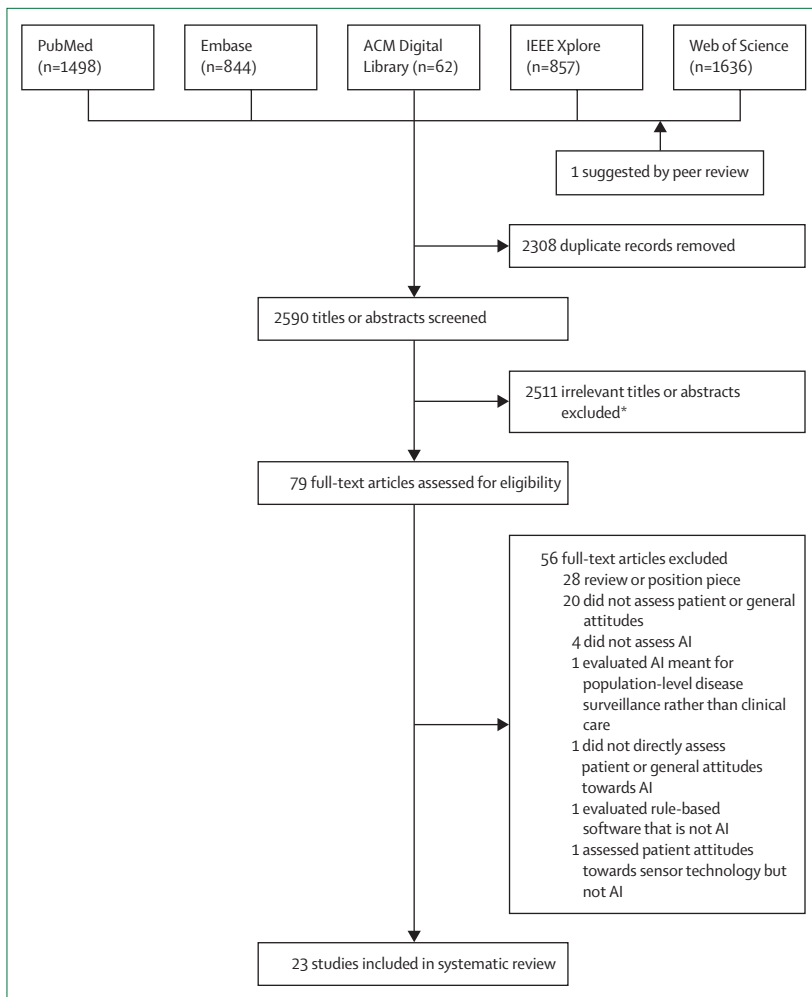 PubMed
(n=1498)
Embase
(n=844)
ACM Digital
Library (n=62)
IEEE Xplore
(n=857)
Web of Science
(n=1636)
1 suggested by peer review
2308 duplicate records removed
2590 titles or abstracts screened
2511 irrelevant titles or abstracts
excluded*
79 full-text articles assessed for eligibility
56 full-text articles excluded
28 review or position piece
20 did not assess patient or general
attitudes
4 did not assess AI
1 evaluated AI meant for
population-level disease
surveillance rather than clinical
care
1 did not directly assess
patient or general attitudes
towards AI
1 evaluated rule-based
software that is not AI
1 assessed patient attitudes
towards sensor technology but
not AI
23 studies included in systematic review